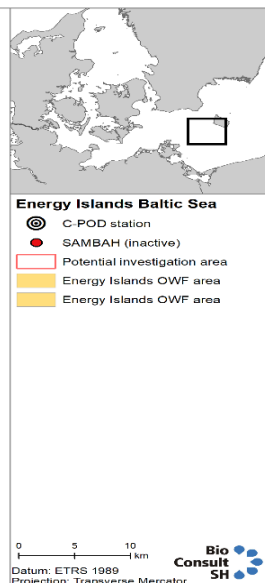 Energy Islands Baltic Sea
C-POD station
SAMBAH (inactive)
Potential investigation area
Energy Islands OWF area
Energy Islands OWF area
0 5 10
km
Datum: ETRS 1989
Projection: Transverse Mercator
Bio
Consult
SH